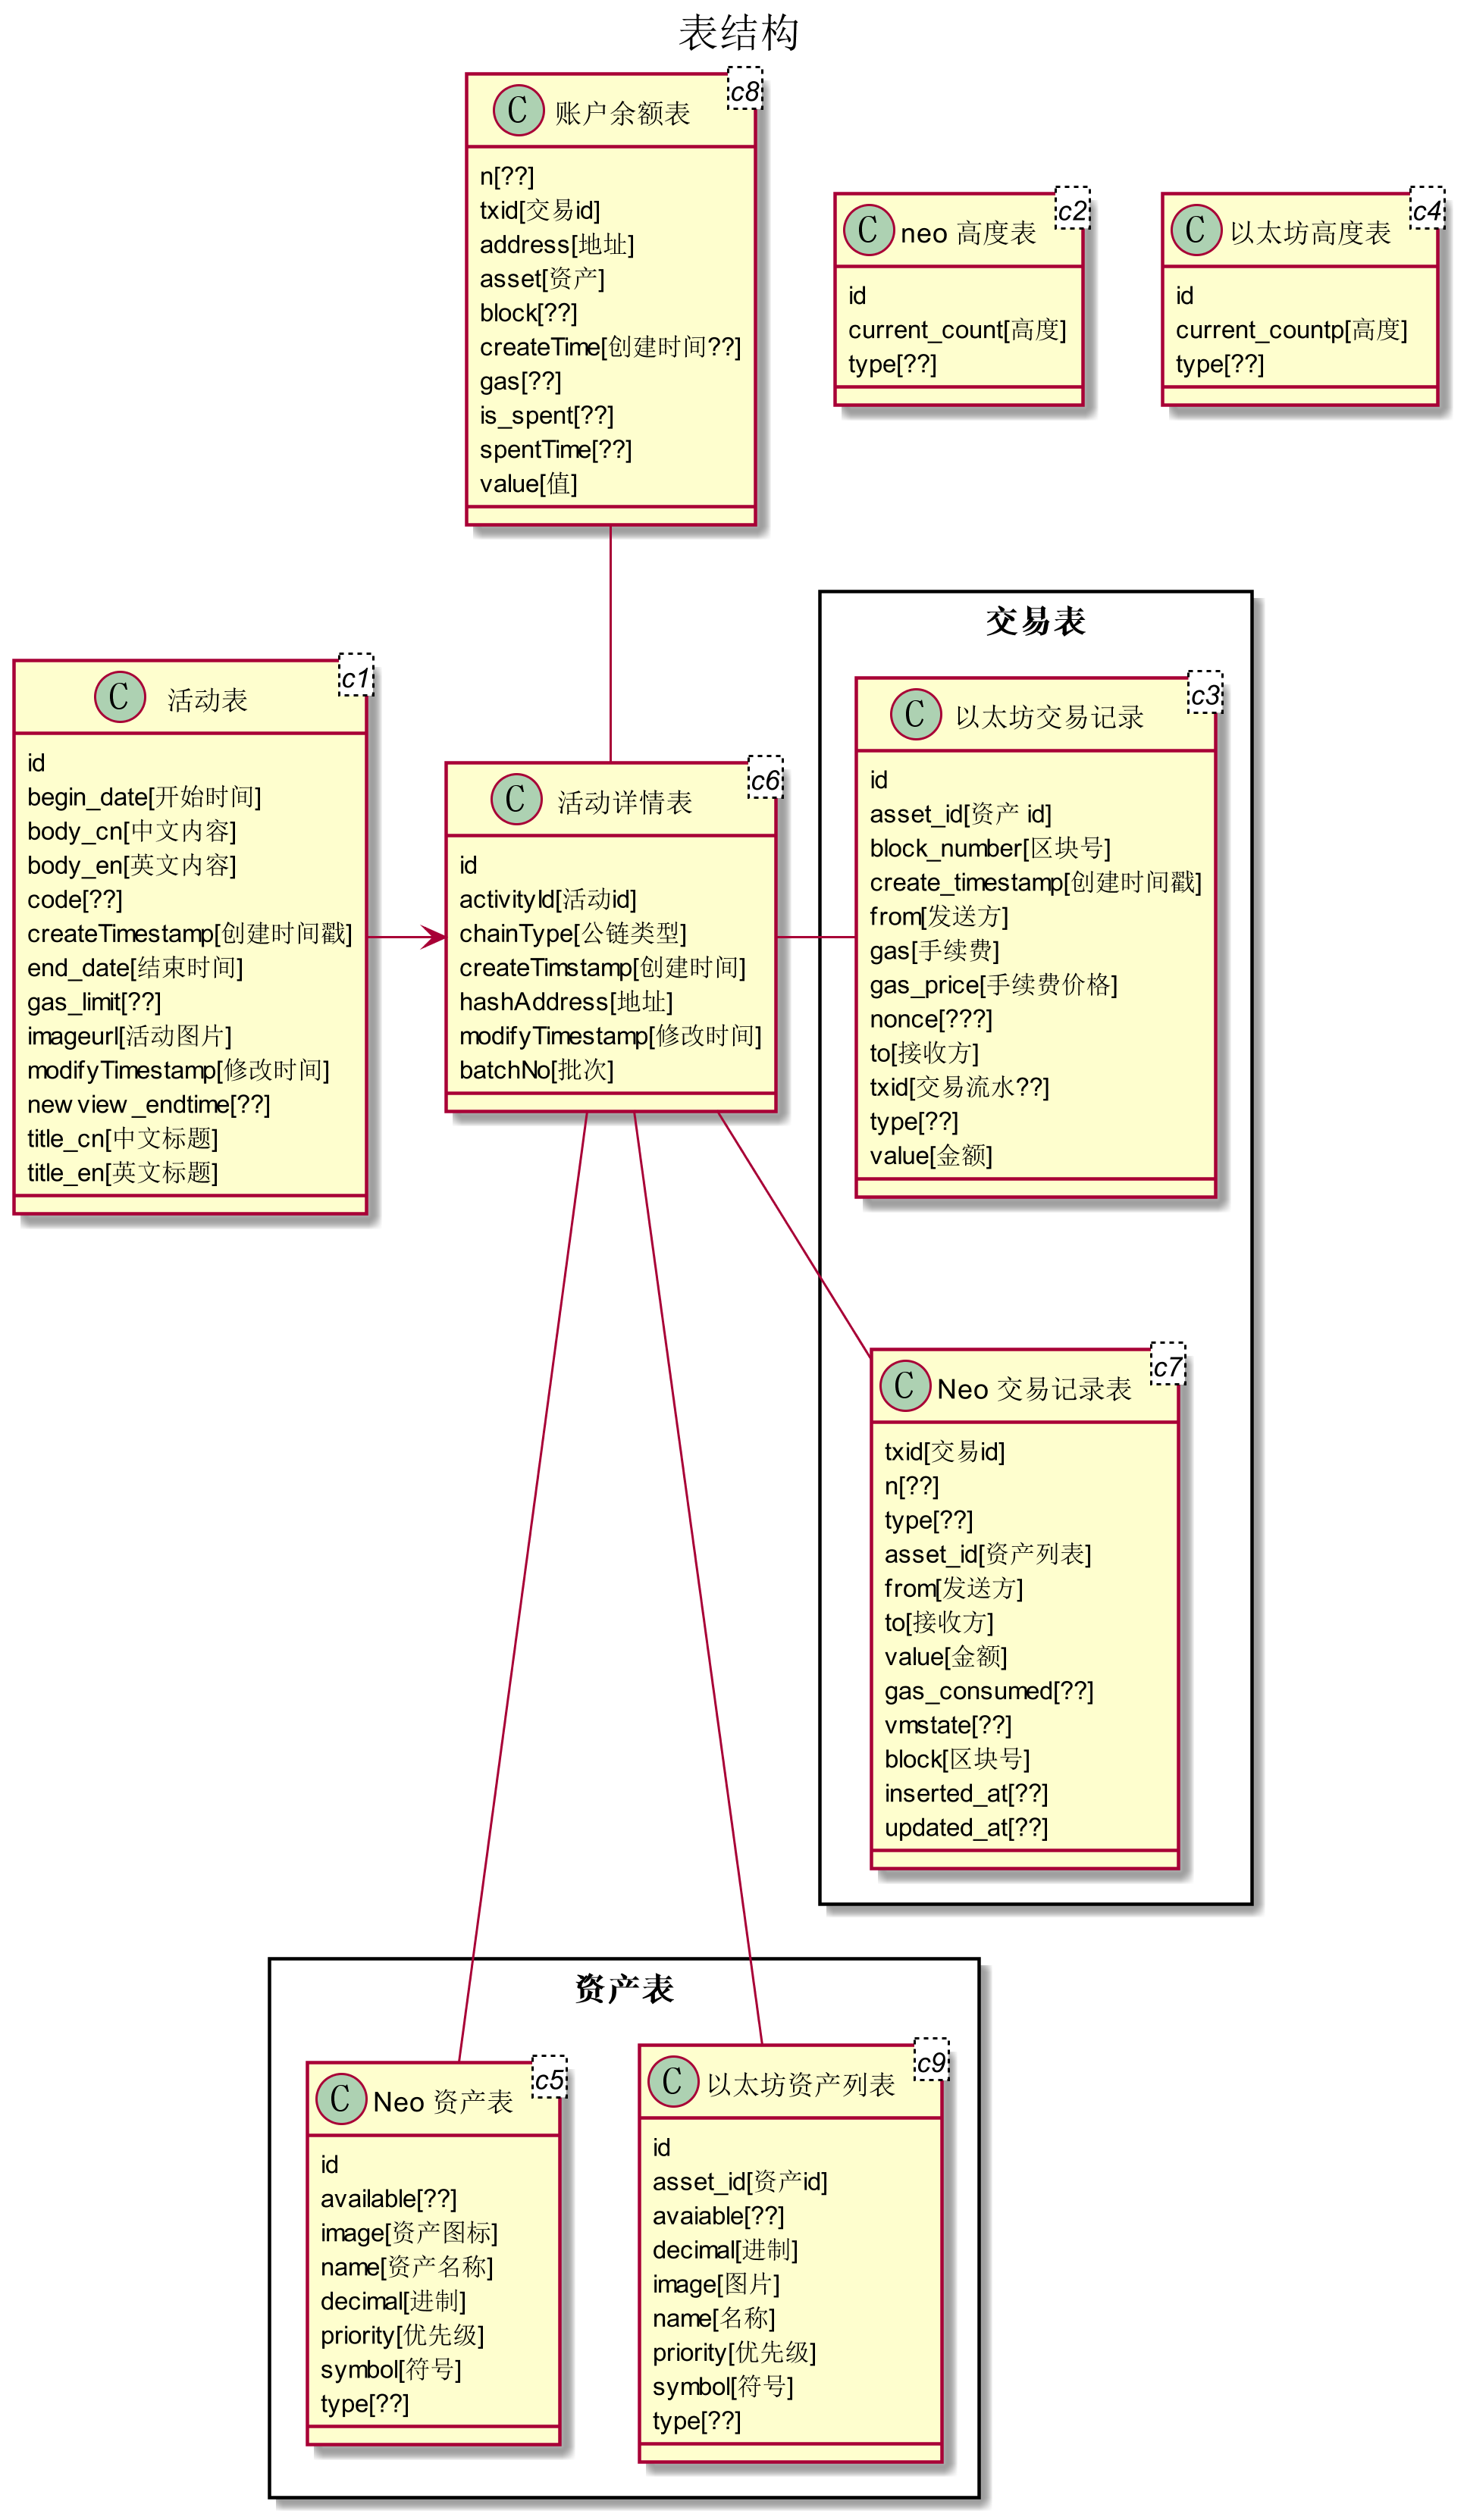 表结构
c8
C 账户余额表
n[??]
txid[交易id]
address[地址]
asset[资产]
block[??]
createTime[创建时间??]
gas[??]
is_spent[??]
spentTime[??]
value[值]
c2
C neo 高度表
id
current_count[高度]
type[??]
c4
C 以太坊高度表
id
current_countp[高度]
type[??]
c1
C 活动表
id
begin_date[开始时间]
body_cn[中文内容]
body_en[英文内容]
code[??]
createTimestamp[创建时间戳]
end_date[结束时间]
gas_limit[??]
imageurl[活动图片]
modifyTimestamp[修改时间]
new view _endtime[??]
title_cn[中文标题]
title_en[英文标题]
c6
C 活动详情表
id
activityId[活动id]
chainType[公链类型]
createTimstamp[创建时间]
hashAddress[地址]
modifyTimestamp[修改时间]
batchNo[批次]
交易表
c3
C 以太坊交易记录
id
asset_id[资产 id]
block_number[区块号]
create_timestamp[创建时间戳]
from[发送方]
gas[手续费]
gas_price[手续费价格]
nonce[???]
to[接收方]
txid[交易流水??]
type[??]
value[金额]
c7
C Neo 交易记录表
txid[交易id]
n[??]
type[??]
asset_id[资产列表]
from[发送方]
to[接收方]
value[金额]
gas_consumed[??]
vmstate[??]
block[区块号]
inserted_at[??]
updated_at[??]
资产表
c5
C Neo 资产表
id
available[??]
image[资产图标]
name[资产名称]
decimal[进制]
priority[优先级]
symbol[符号]
type[??]
c9
C 以太坊资产列表
id
asset_id[资产id]
avaiable[??]
decimal[进制]
image[图片]
name[名称]
priority[优先级]
symbol[符号]
type[??]